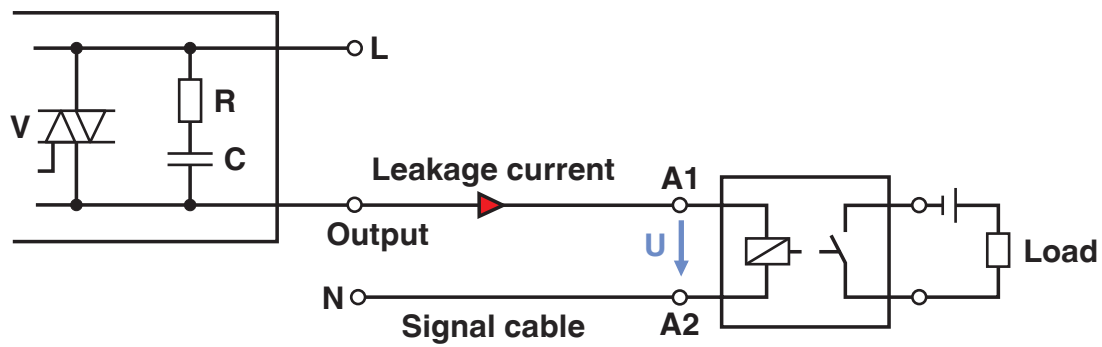 L
R
V
C
Leakage current
A1
Output
U
Load
N
Signal cable
A2